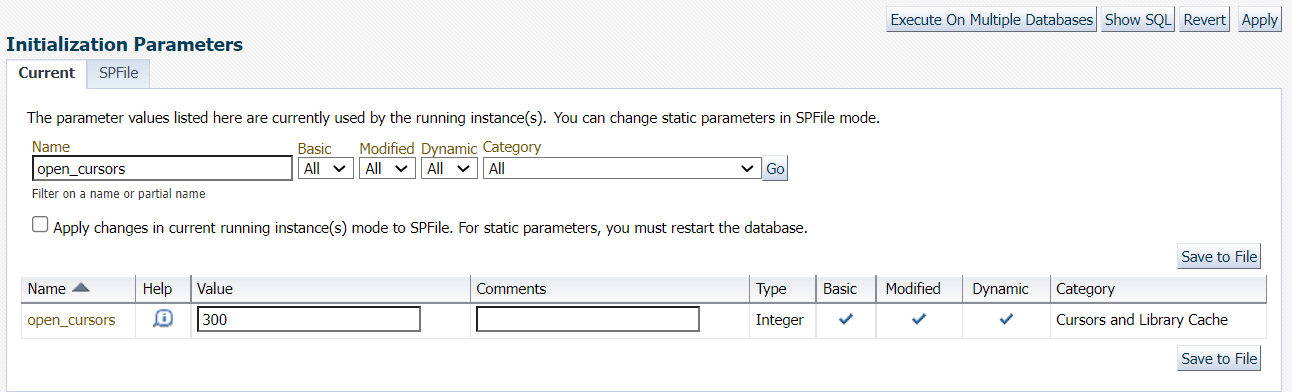 Execute On Multiple Databases Show SQL Revert Apply
Initialization Parameters
Current SPFile
The parameter values listed here are currently used by the running instance(s). You can change static parameters in SPFile mode.
Name Basic Modified Dynamic Category
open_cursors All All All All Go
Filter on a name or partial name
Apply changes in current running instance(s) mode to SPFile. For static parameters, you must restart the database.
Save to File
Name Help Value Comments Type Basic Modified Dynamic Category
open_cursors 300 Integer Cursors and Library Cache
Save to File